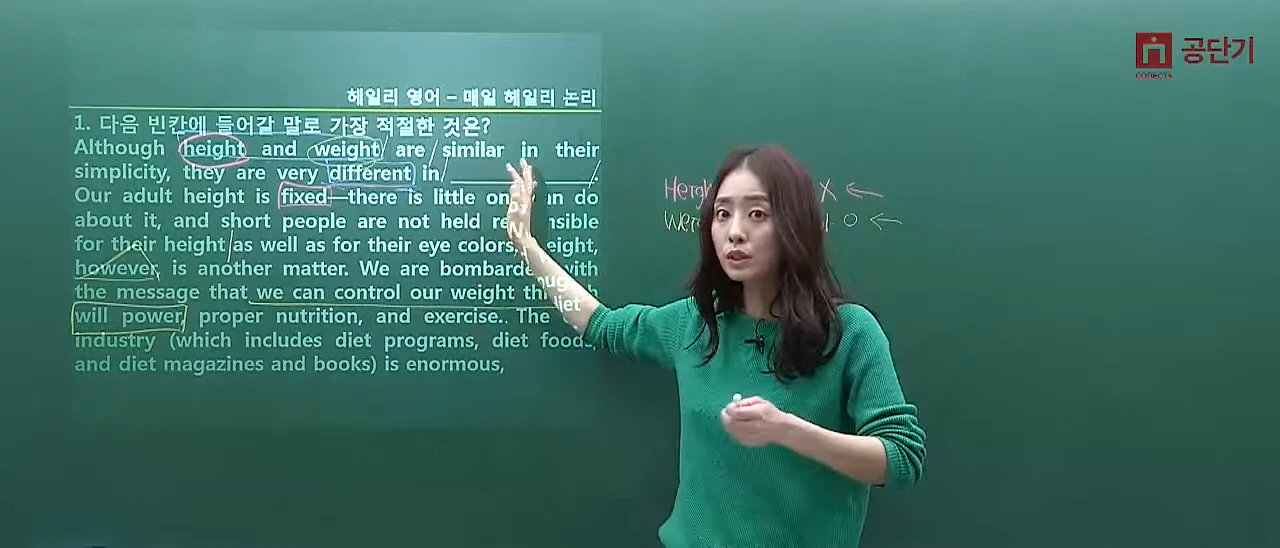 공단기
CONECTS
헤일리 영어 – 매일 헤일리 논리
1. 다음 빈칸에 들어갈 말로 가장 적절한 것은?
Although height and weight are similar in their
simplicity, they are very different in
Our adult height is fixed—there is little can do
about it, and short people are not held
for their height as well as for their eye colors,
however, is another matter. We are bombarded with
the message that we can control our weight
will power, proper nutrition, and exercise.. The
industry (which includes diet programs, diet foods,
and diet magazines and books) is enormous,
X
O